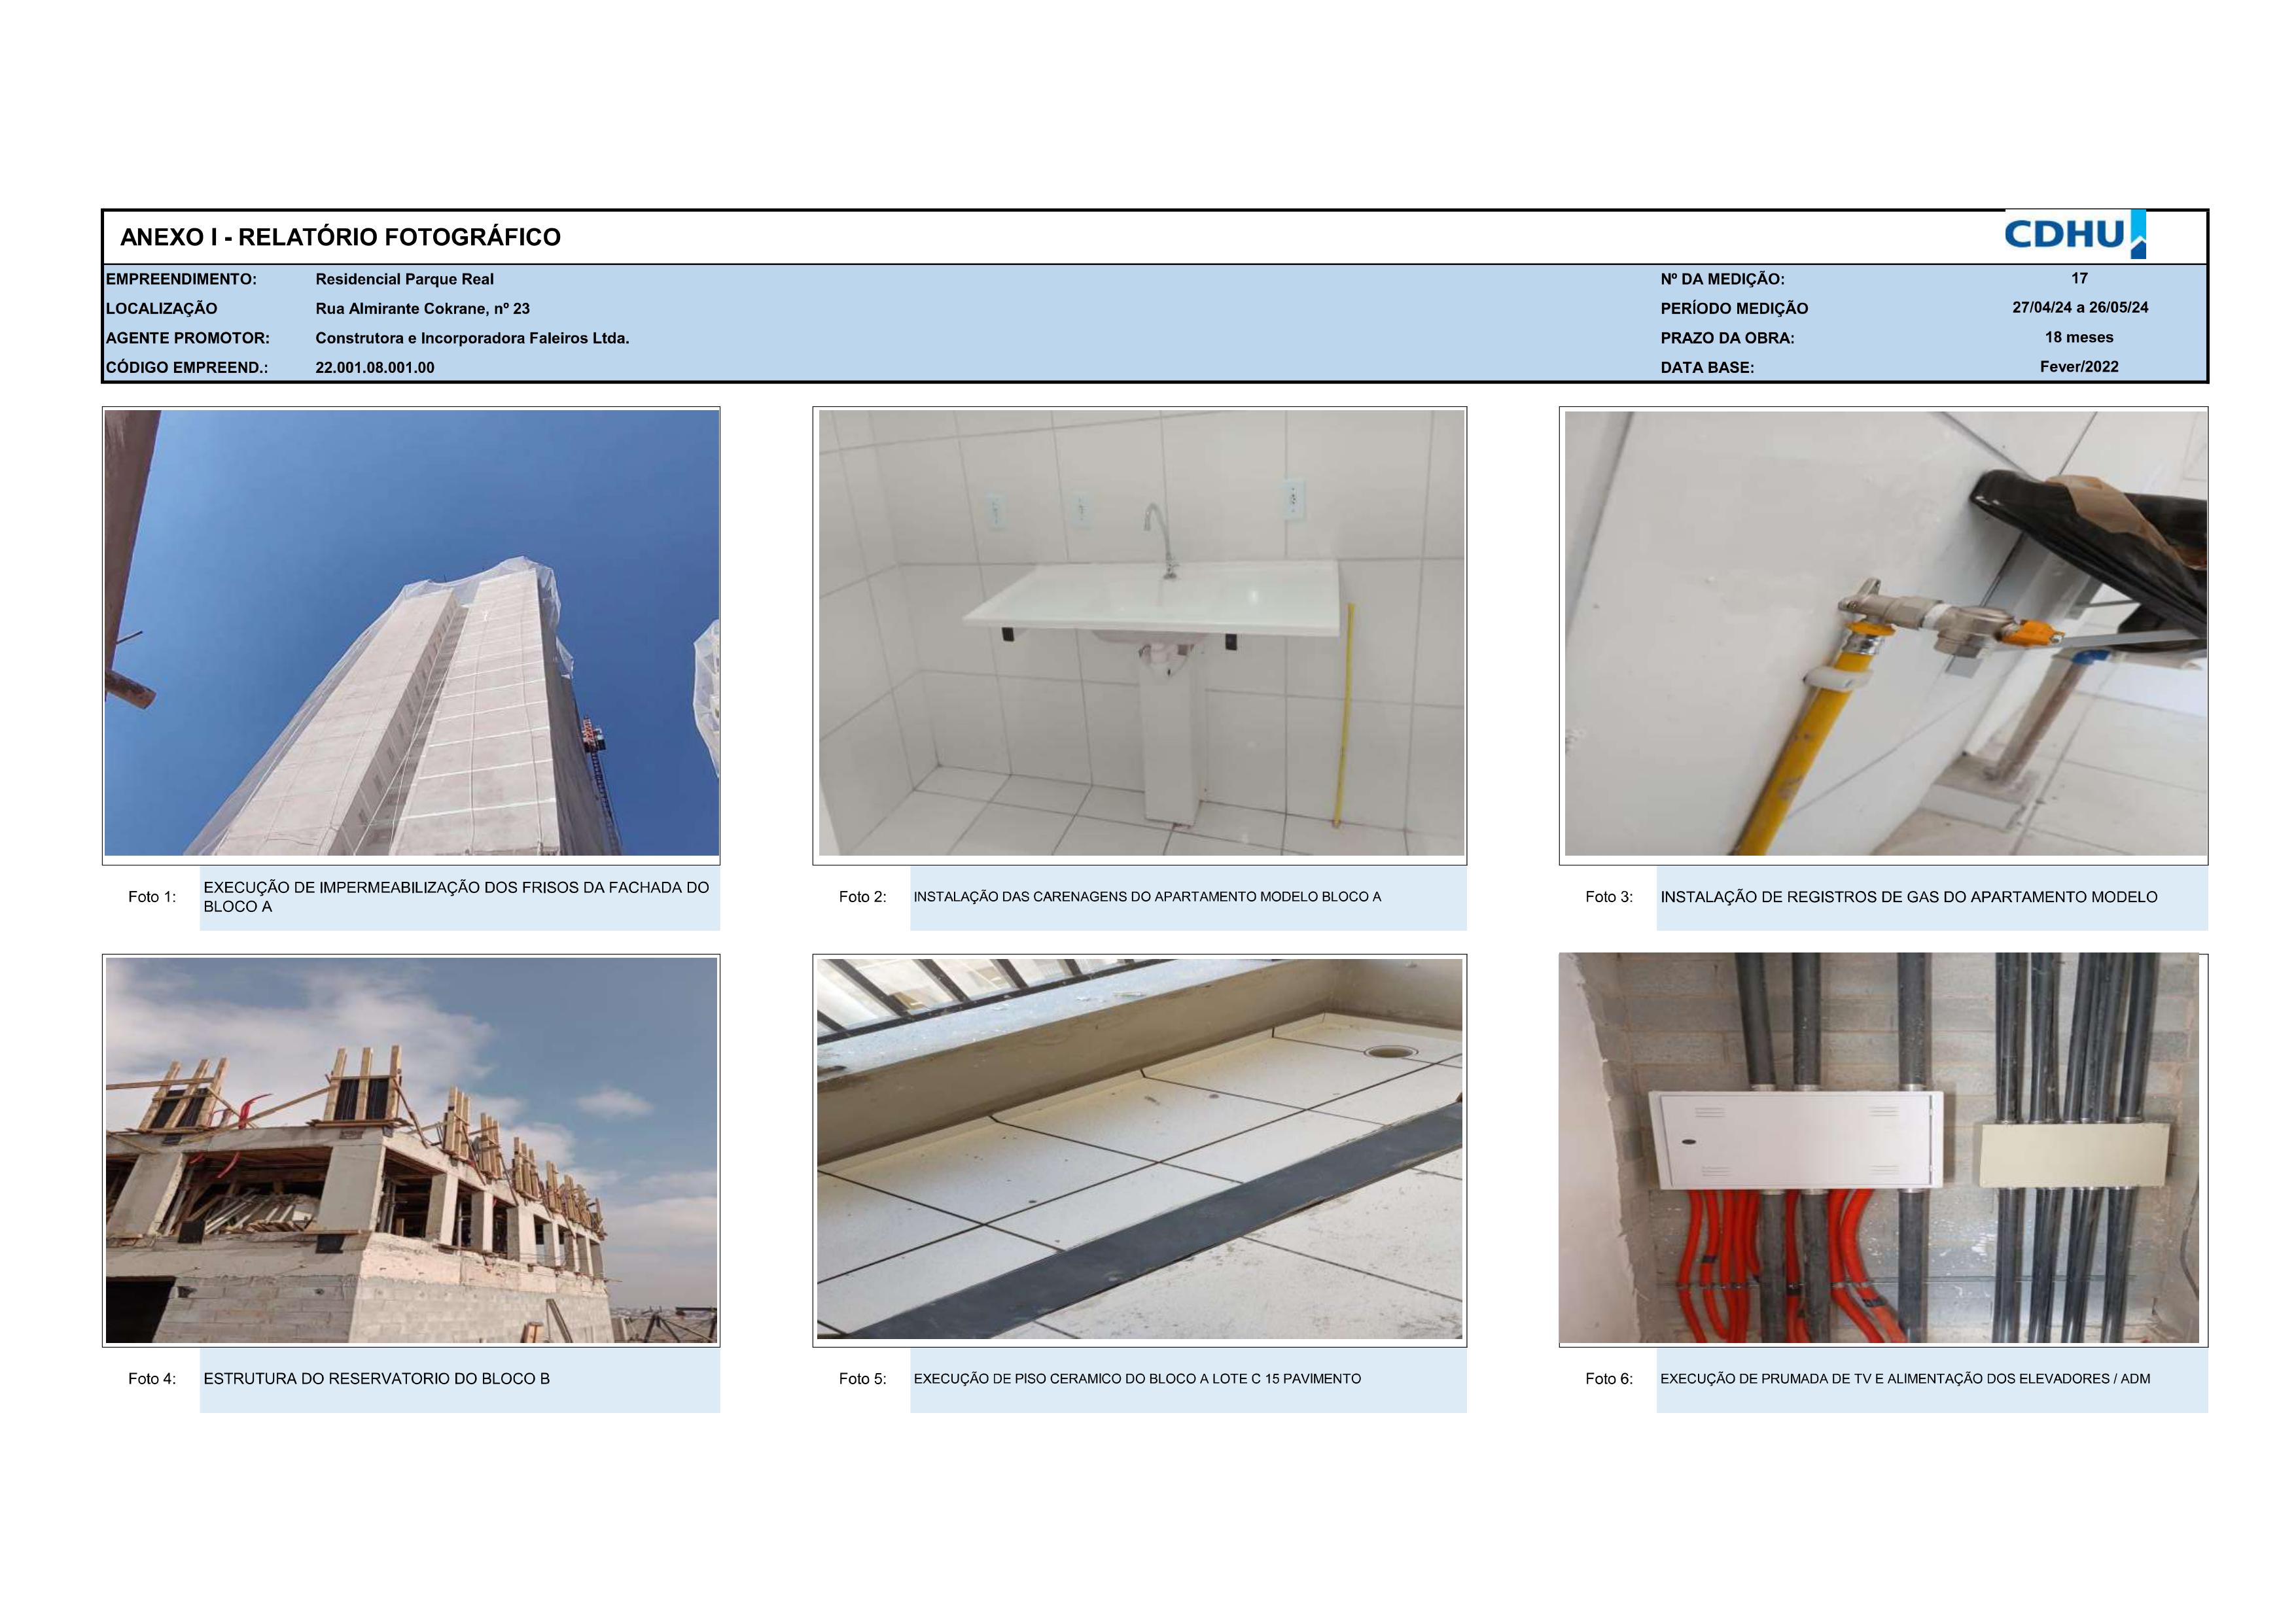 ANEXO I - RELATÓRIO FOTOGRÁFICO
CDHU
EMPREENDIMENTO: Residencial Parque Real Nº DA MEDIÇÃO: 17
LOCALIZAÇÃO Rua Almirante Cokrane, nº 23 PERÍODO MEDIÇÃO 27/04/24 a 26/05/24
AGENTE PROMOTOR: Construtora e Incorporadora Faleiros Ltda. PRAZO DA OBRA: 18 meses
CÓDIGO EMPREEND.: 22.001.08.001.00 DATA BASE: Fever/2022
Foto 1: EXECUÇÃO DE IMPERMEABILIZAÇÃO DOS FRISOS DA FACHADA DO
BLOCO A
Foto 2: INSTALAÇÃO DAS CARENAGENS DO APARTAMENTO MODELO BLOCO A
Foto 3: INSTALAÇÃO DE REGISTROS DE GAS DO APARTAMENTO MODELO
Foto 4: ESTRUTURA DO RESERVATORIO DO BLOCO B
Foto 5: EXECUÇÃO DE PISO CERAMICO DO BLOCO A LOTE C 15 PAVIMENTO
Foto 6: EXECUÇÃO DE PRUMADA DE TV E ALIMENTAÇÃO DOS ELEVADORES / ADM